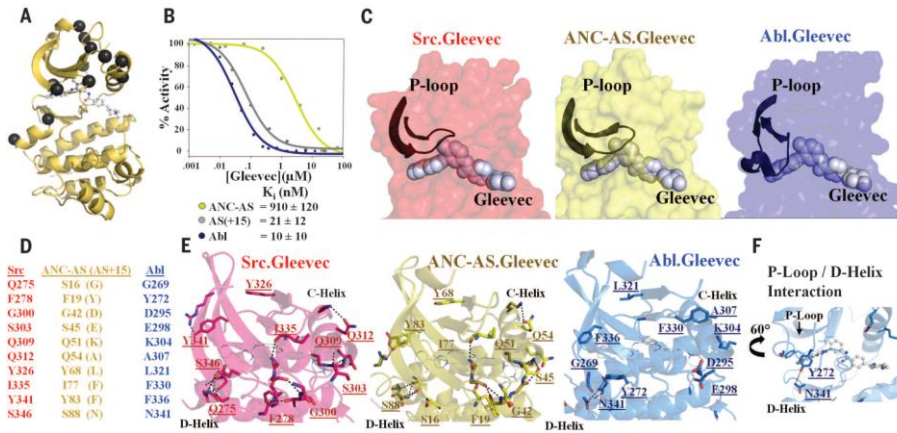 A
B
% Activity
100
80
60
40
20
0
.001 .01 0.1 1 10 100
[Gleevec](µM)
Ki (nM)
ANC-AS = 910 ± 120
AS(+15) = 21 ± 12
Abl = 10 ± 10
C
Src.Gleevec
P-loop
Gleevec
ANC-AS.Gleevec
P-loop
Gleevec
Abl.Gleevec
P-loop
Gleevec
D
Src ANC-AS (AS+15) Abl
Q275 S16 (G) G269
F278 F19 (Y) Y272
G300 G42 (D) D295
S303 S45 (E) E298
Q309 Q51 (K) K304
Q312 Q54 (A) A307
Y326 Y68 (L) L321
I335 I77 (F) F330
Y341 Y83 (F) F336
S346 S88 (N) N341
E
Src.Gleevec
Y326
C-Helix
Y341
I335
Q309
Q312
S346
S303
Q275
G300
D-Helix
F278
ANC-AS.Gleevec
Y68
C-Helix
Y83
I77
Q51
Q54
S45
S88
G42
S16
F19
Abl.Gleevec
L321
C-Helix
A307
F336
F330
K304
G269
D295
Y272
E298
N341
D-Helix
F
P-Loop / D-Helix
Interaction
60°
P-Loop
Y272
N341
D-Helix